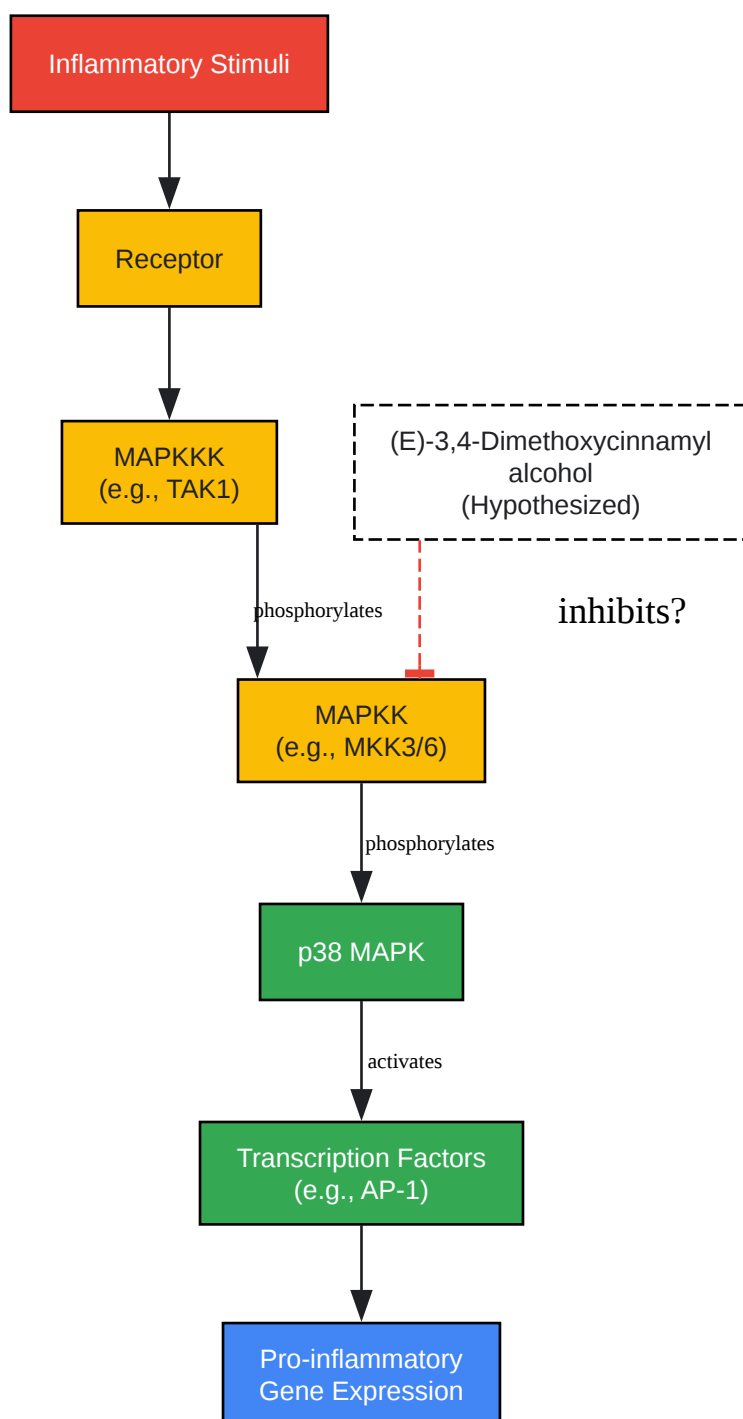 Inflammatory Stimuli
Receptor
MAPKKK
(e.g., TAK1)
(E)-3,4-Dimethoxycinnamyl
alcohol
(Hypothesized)
phosphorylates
inhibits?
MAPKK
(e.g., MKK3/6)
phosphorylates
p38 MAPK
activates
Transcription Factors
(e.g., AP-1)
Pro-inflammatory
Gene Expression